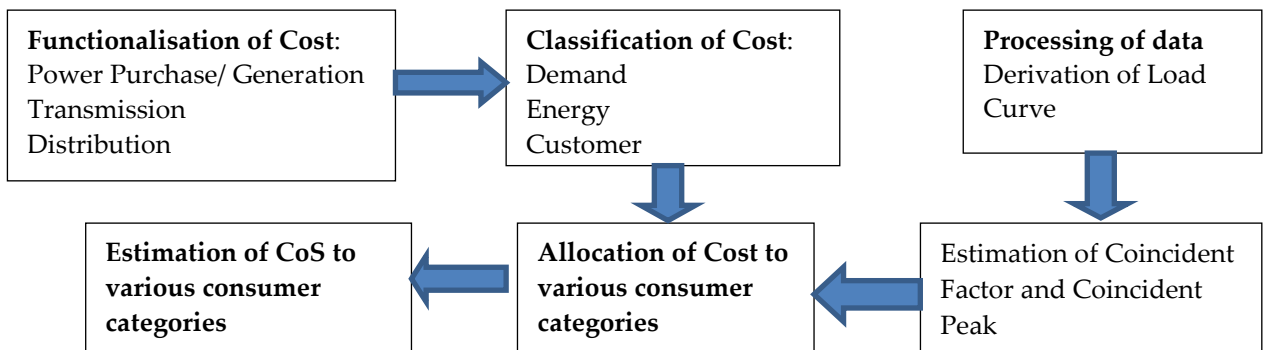 Functionalisation of Cost:
Power Purchase/ Generation
Transmission
Distribution
Classification of Cost:
Demand
Energy
Customer
Processing of data
Derivation of Load
Curve
Estimation of CoS to
various consumer
categories
Allocation of Cost to
various consumer
categories
Estimation of Coincident
Factor and Coincident
Peak